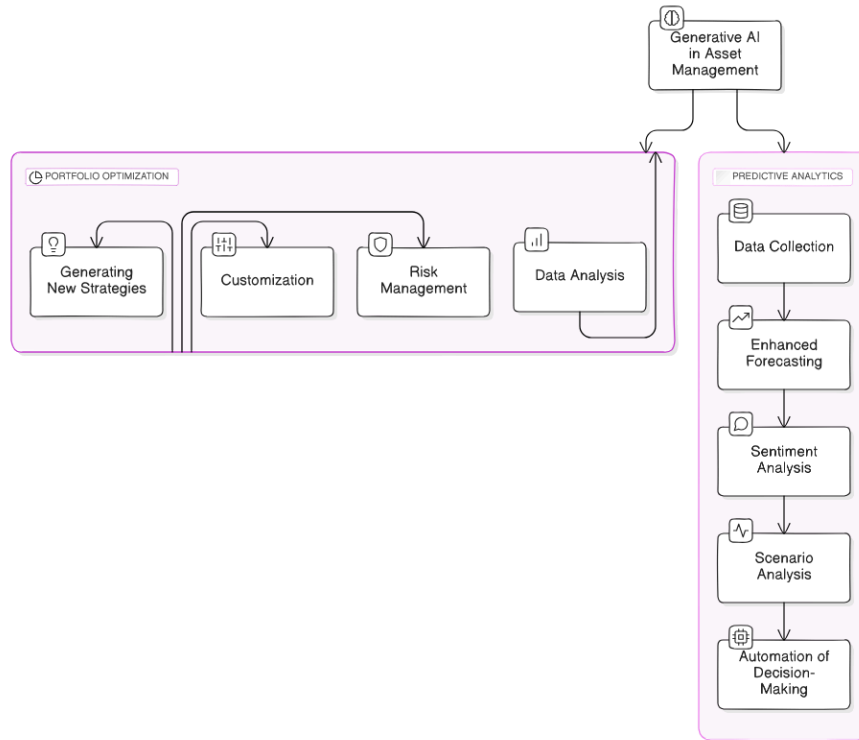 Generative AI
in Asset
Management
PORTFOLIO OPTIMIZATION
Generating
New Strategies
Customization
Risk
Management
Data Analysis
PREDICTIVE ANALYTICS
Data Collection
Enhanced
Forecasting
Sentiment
Analysis
Scenario
Analysis
Automation of
Decision-
Making